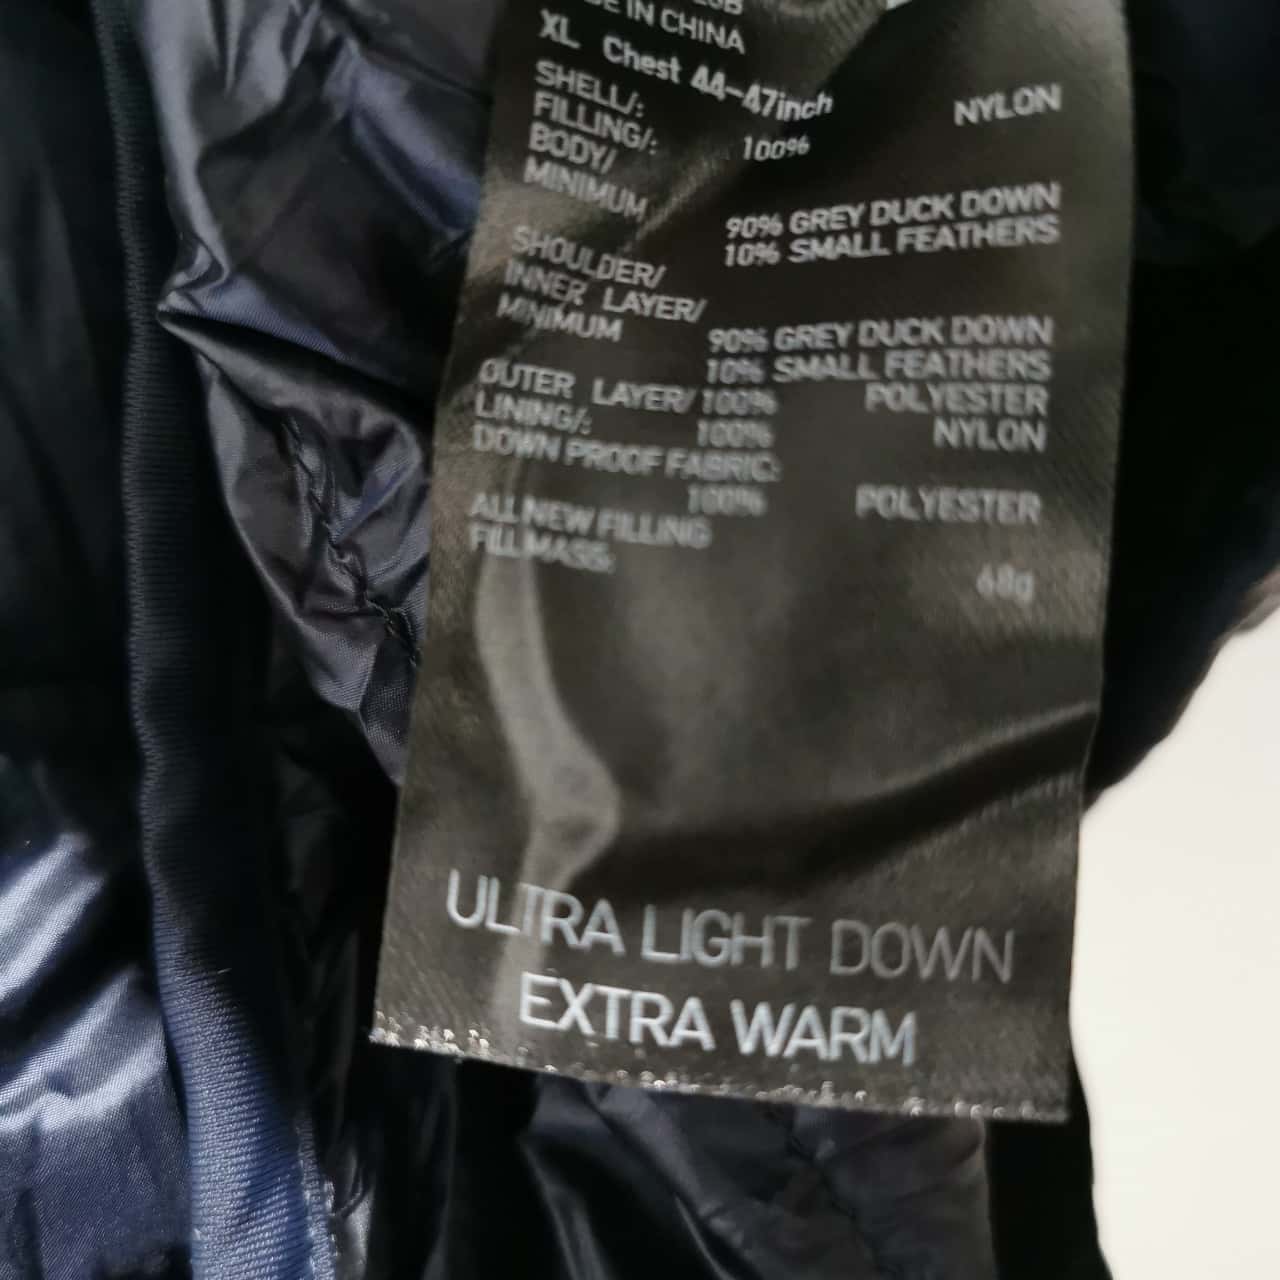 IN CHINA
XL Chest 44-47inch
SHELL/: 100% NYLON
FILLING/:
BODY/
MINIMUM 90% GREY DUCK DOWN
10% SMALL FEATHERS
SHOULDER/
INNER LAYER/
MINIMUM 90% GREY DUCK DOWN
10% SMALL FEATHERS
OUTER LAYER/ 100% POLYESTER
LINING/: 100% NYLON
DOWN PROOF FABRIC:
100% POLYESTER
ALL NEW FILLING
FILL MASS: 68g
ULTRA LIGHT DOWN
EXTRA WARM